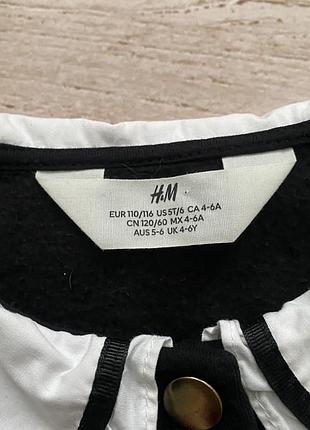 H&M
EUR 110/116 US 5T/6 CA 4-6A
CN 120/60 MX 4-6A
AUS 5-6 UK 4-6Y